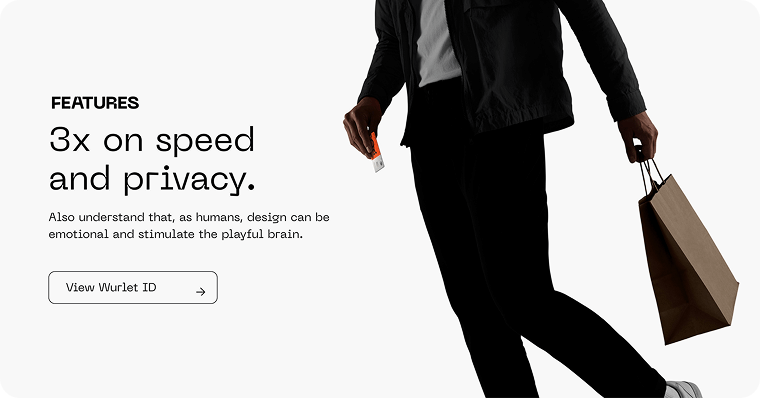 FEATURES
3x on speed
and privacy.
Also understand that, as humans, design can be
emotional and stimulate the playful brain.
View Wurlet ID →